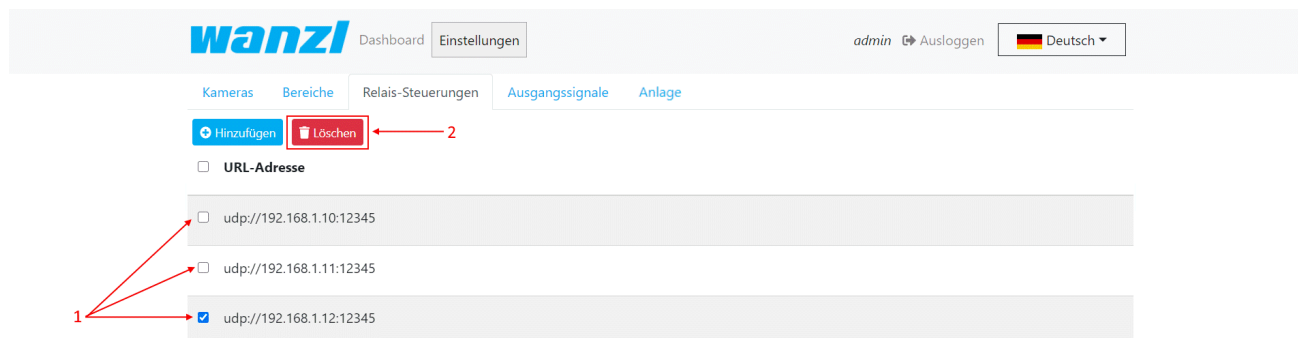 wanzl Dashboard Einstellungen admin Ausloggen Deutsch
Kameras Bereiche Relais-Steuerungen Ausgangssignale Anlage
Hinzufügen Löschen 2
URL-Adresse
udp://192.168.1.10:12345
udp://192.168.1.11:12345
1 udp://192.168.1.12:12345